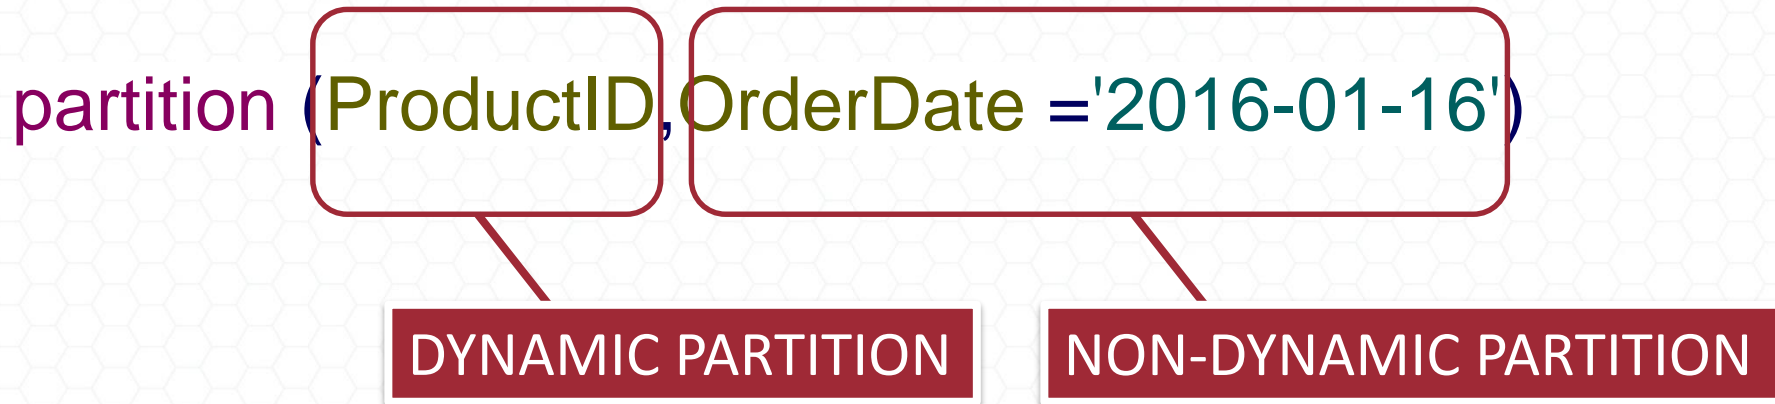 partition (ProductID,OrderDate ='2016-01-16')
DYNAMIC PARTITION
NON-DYNAMIC PARTITION